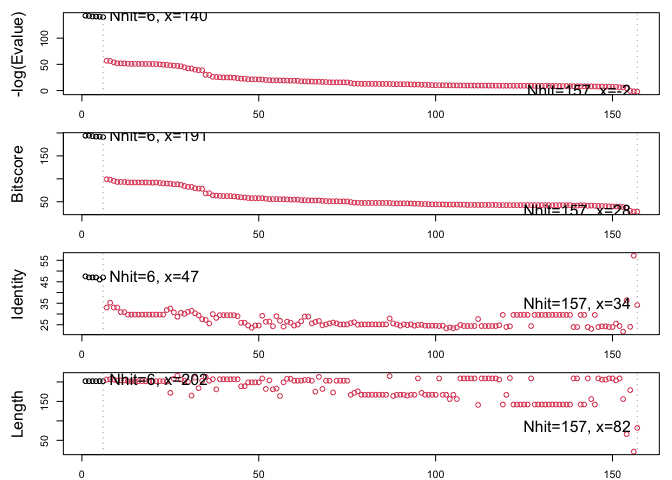 -log(Evalue)
100
50
0
Nhit=6, x=140
Nhit=157, x=-2
0 50 100 150
Bitscore
150
50
Nhit=6, x=191
Nhit=157, x=28
0 50 100 150
Identity
55
45
35
25
Nhit=6, x=47
Nhit=157, x=34
0 50 100 150
Length
150
50
Nhit=6, x=202
Nhit=157, x=82
0 50 100 150